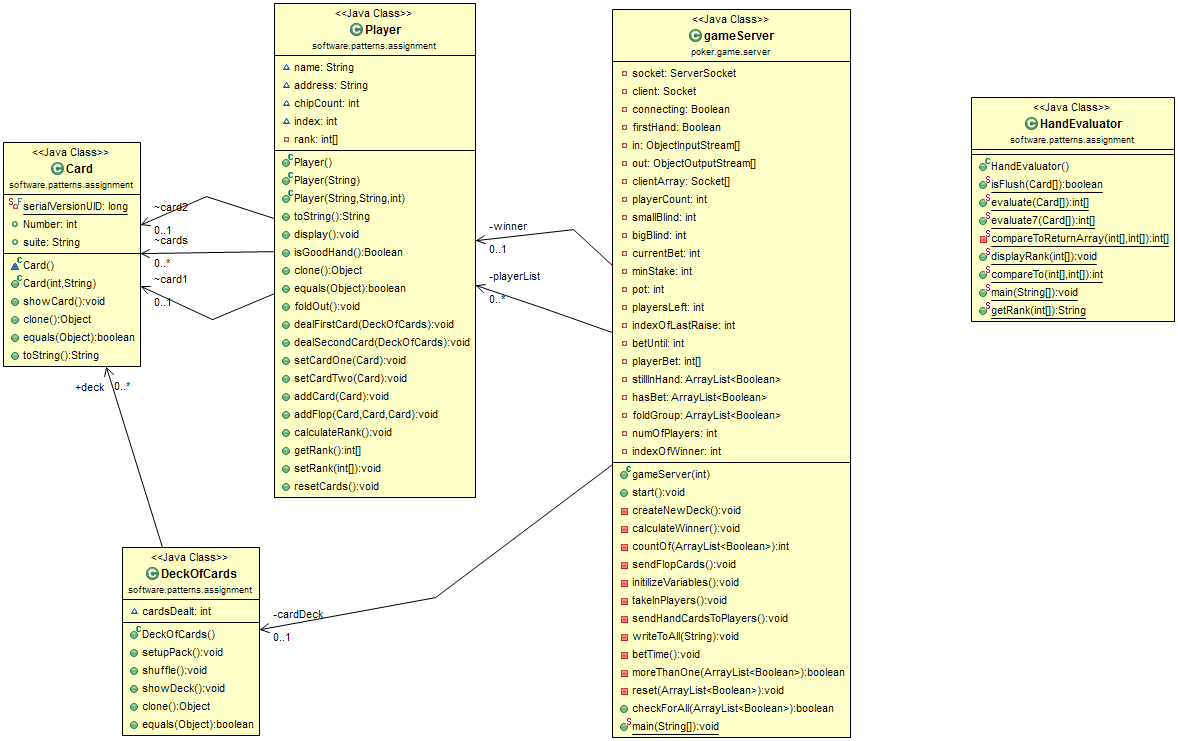 <<Java Class>>
Card
software.patterns.assignment
serialVersionUID: long
Number: int
suite: String
Card()
Card(int,String)
showCard():void
clone():Object
equals(Object):boolean
toString():String
<<Java Class>>
Player
software.patterns.assignment
name: String
address: String
chipCount: int
index: int
rank: int[]
Player()
Player(String)
Player(String,String,int)
toString():String
display():void
isGoodHand():Boolean
clone():Object
equals(Object):boolean
foldOut():void
dealFirstCard(DeckOfCards):void
dealSecondCard(DeckOfCards):void
setCardOne(Card):void
setCardTwo(Card):void
addCard(Card):void
addFlop(Card,Card,Card):void
calculateRank():void
getRank():int[]
setRank(int[]):void
resetCards():void
~card2
0..1
~cards
0..*
~card1
0..1
+deck
0..*
<<Java Class>>
DeckOfCards
software.patterns.assignment
cardsDealt: int
DeckOfCards()
setupPack():void
shuffle():void
showDeck():void
clone():Object
equals(Object):boolean
-winner
0..1
-playerList
0..*
-cardDeck
0..1
<<Java Class>>
gameServer
poker.game.server
socket: ServerSocket
client: Socket
connecting: Boolean
firstHand: Boolean
in: ObjectInputStream[]
out: ObjectOutputStream[]
clientArray: Socket[]
playerCount: int
smallBlind: int
bigBlind: int
currentBet: int
minStake: int
pot: int
playersLeft: int
indexOfLastRaise: int
betUntil: int
playerBet: int[]
stillInHand: ArrayList<Boolean>
hasBet: ArrayList<Boolean>
foldGroup: ArrayList<Boolean>
numOfPlayers: int
indexOfWinner: int
gameServer(int)
start():void
createNewDeck():void
calculateWinner():void
countOf(ArrayList<Boolean>):int
sendFlopCards():void
initilizeVariables():void
takeInPlayers():void
sendHandCardsToPlayers():void
writeToAll(String):void
betTime():void
moreThanOne(ArrayList<Boolean>):boolean
reset(ArrayList<Boolean>):void
checkForAll(ArrayList<Boolean>):boolean
main(String[]):void
<<Java Class>>
HandEvaluator
software.patterns.assignment
HandEvaluator()
isFlush(Card[]):boolean
evaluate(Card[]):int[]
evaluate7(Card[]):int[]
compareToReturnArray(int[],int[]):int[]
displayRank(int[]):void
compareTo(int[],int[]):int
main(String[]):void
getRank(int[]):String